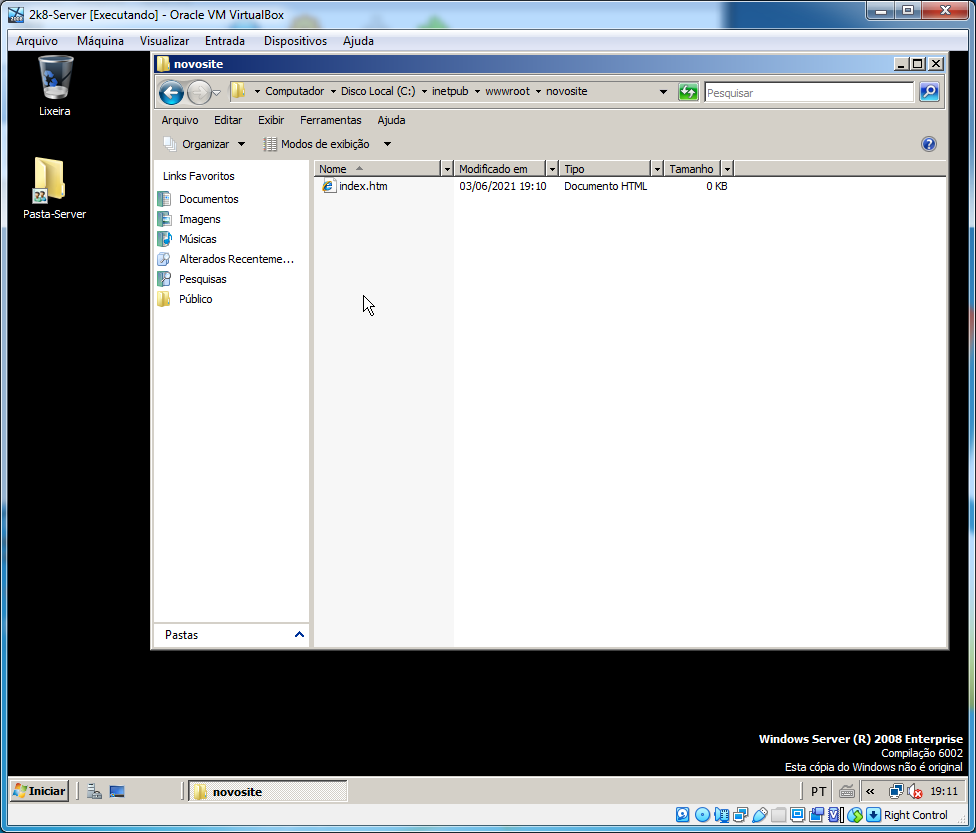 2k8-Server [Executando] - Oracle VM VirtualBox
Arquivo Máquina Visualizar Entrada Dispositivos Ajuda
Lixeira
Pasta-Server
novosite
Computador Disco Local (C:) inetpub wwwroot novosite
Pesquisar
Arquivo Editar Exibir Ferramentas Ajuda
Organizar Modos de exibição
Links Favoritos
Documentos
Imagens
Músicas
Alterados Recenteme...
Pesquisas
Público
Pastas
Nome Modificado em Tipo Tamanho
index.htm 03/06/2021 19:10 Documento HTML 0 KB
Windows Server (R) 2008 Enterprise
Compilação 6002
Esta cópia do Windows não é original
Iniciar novosite PT « 19:11
Right Control